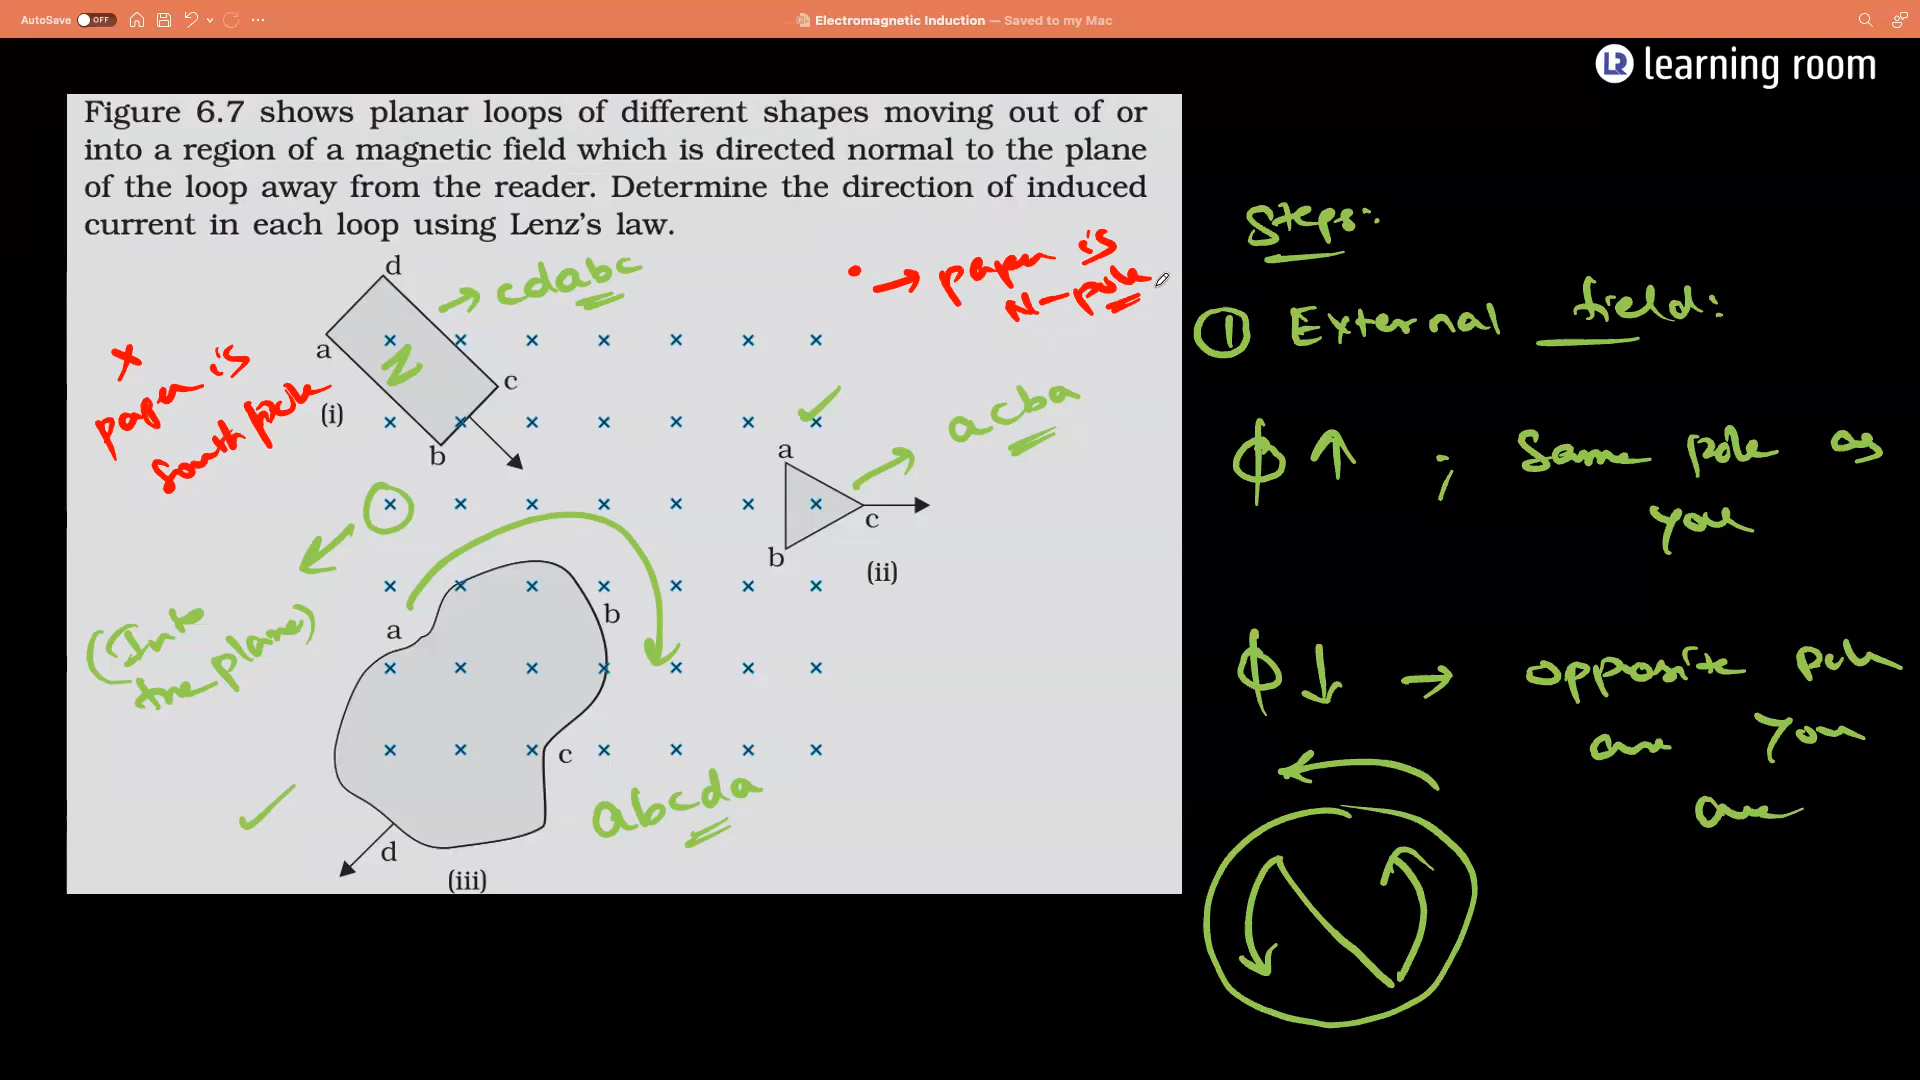 AutoSave OFF
Electromagnetic Induction — Saved to my Mac
LR learning room
Figure 6.7 shows planar loops of different shapes moving out of or
into a region of a magnetic field which is directed normal to the plane
of the loop away from the reader. Determine the direction of induced
current in each loop using Lenz's law.
d
→ cdabc
• → paper is
N-pole
a
c
N
b
(i)
x
paper is
south pole
a
b
c
(ii)
→ acba
(Into
the plane)
a
b
c
d
(iii)
abcda
Steps:
① External field:
ϕ ↑ ; Same pole as
you
ϕ ↓ → opposite pole
you
N